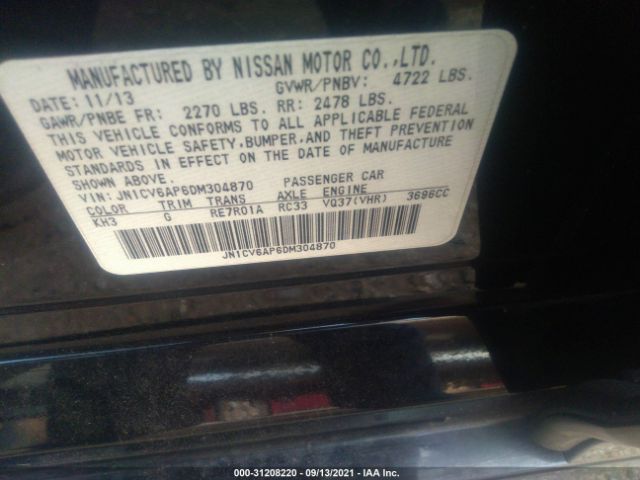 MANUFACTURED BY NISSAN MOTOR CO.,LTD.
DATE: 11/13 GVWR/PNBV: 4722 LBS.
GAWR/PNBE FR: 2270 LBS. RR: 2478 LBS.
THIS VEHICLE CONFORMS TO ALL APPLICABLE FEDERAL
MOTOR VEHICLE SAFETY, BUMPER, AND THEFT PREVENTION
STANDARDS IN EFFECT ON THE DATE OF MANUFACTURE
SHOWN ABOVE.
VIN: JN1CV6AP6DM304870 PASSENGER CAR
COLOR TRIM TRANS AXLE ENGINE
KH3 G RE7R01A RC33 VQ37(VHR) 3696CC
JN1CV6AP6DM304870
000-31208220 - 09/13/2021 - IAA Inc.